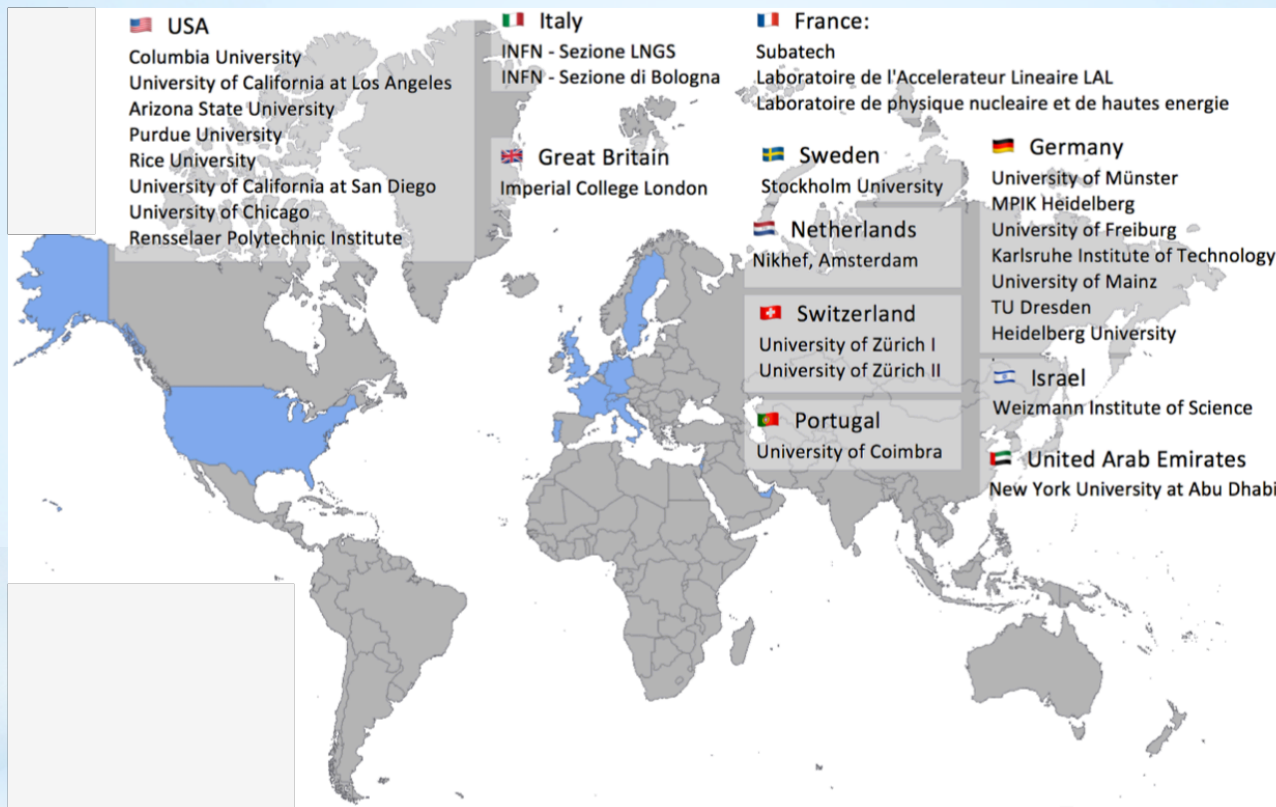 USA
Columbia University
University of California at Los Angeles
Arizona State University
Purdue University
Rice University
University of California at San Diego
University of Chicago
Rensselaer Polytechnic Institute
Italy
INFN - Sezione LNGS
INFN - Sezione di Bologna
Great Britain
Imperial College London
France:
Subatech
Laboratoire de l'Accelerateur Lineaire LAL
Laboratoire de physique nucleaire et de hautes energie
Sweden
Stockholm University
Netherlands
Nikhef, Amsterdam
Switzerland
University of Zürich I
University of Zürich II
Portugal
University of Coimbra
Germany
University of Münster
MPIK Heidelberg
University of Freiburg
Karlsruhe Institute of Technology
University of Mainz
TU Dresden
Heidelberg University
Israel
Weizmann Institute of Science
United Arab Emirates
New York University at Abu Dhabi